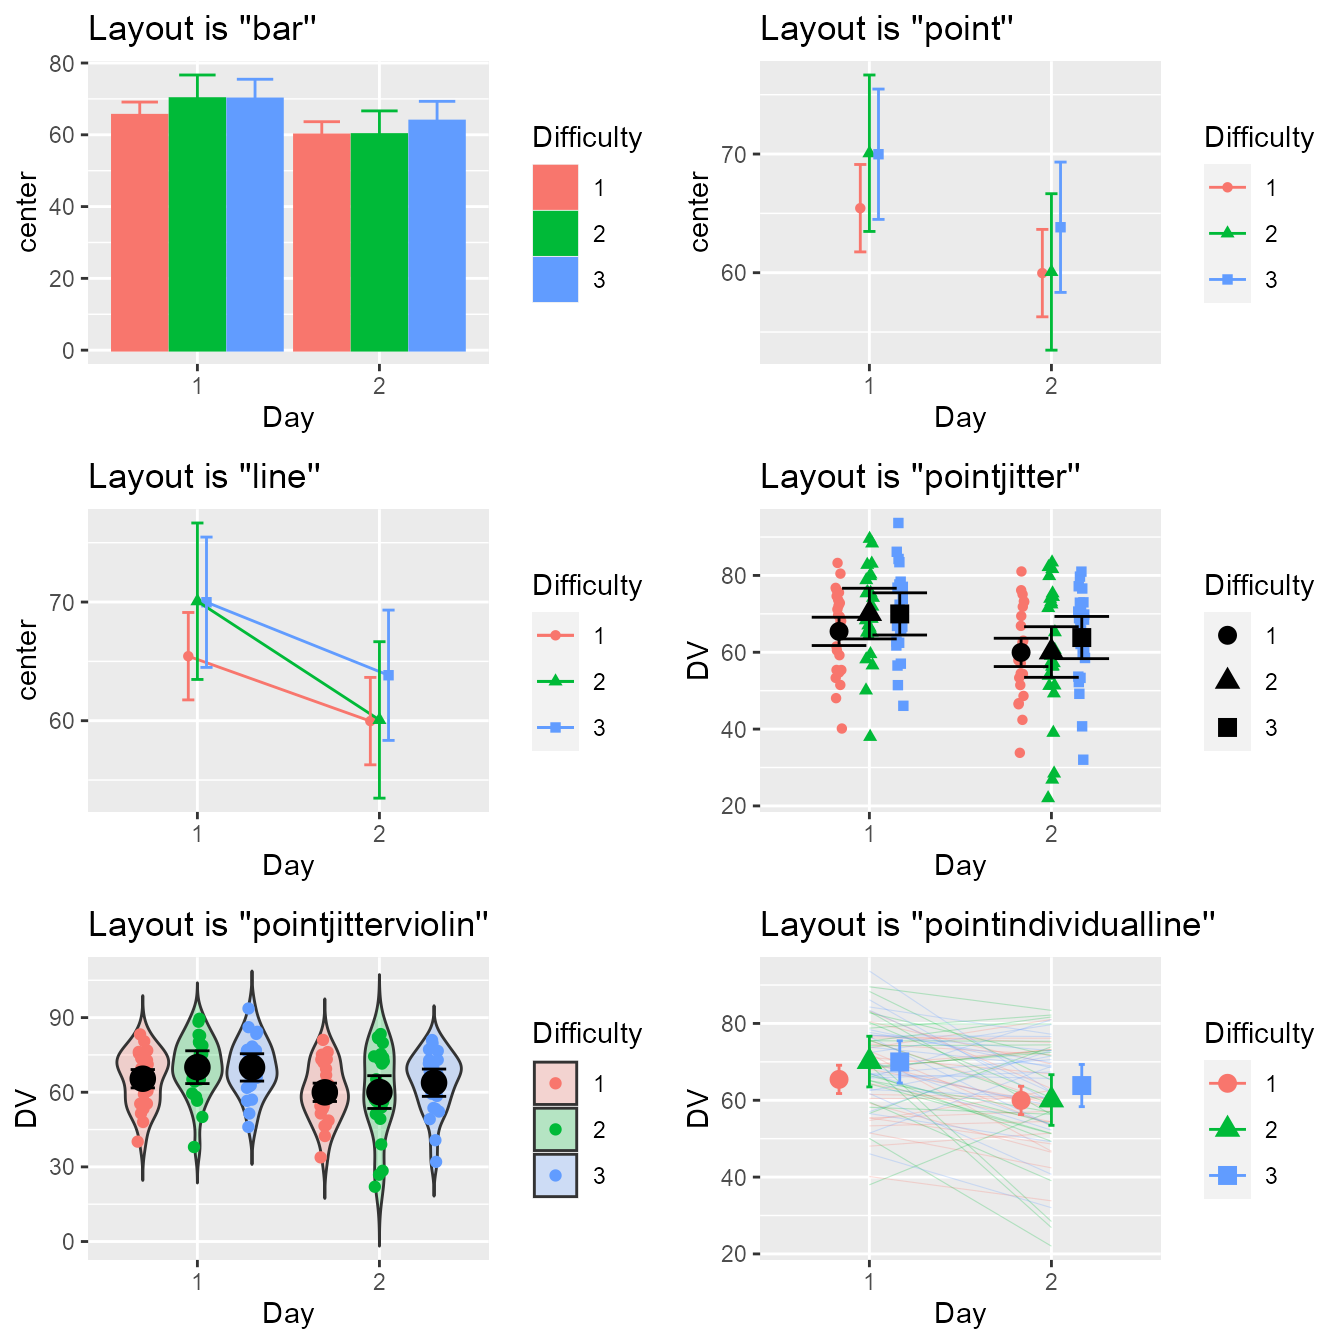 Layout is "bar"
80
60
40
20
0
center
1
2
Day
Difficulty
1
2
3
Layout is "point"
70
60
center
1
2
Day
Difficulty
1
2
3
Layout is "line"
70
60
center
1
2
Day
Difficulty
1
2
3
Layout is "pointjitter"
80
60
40
20
DV
1
2
Day
Difficulty
1
2
3
Layout is "pointjitterviolin"
90
60
30
0
DV
1
2
Day
Difficulty
1
2
3
Layout is "pointindividualline"
80
60
40
20
DV
1
2
Day
Difficulty
1
2
3